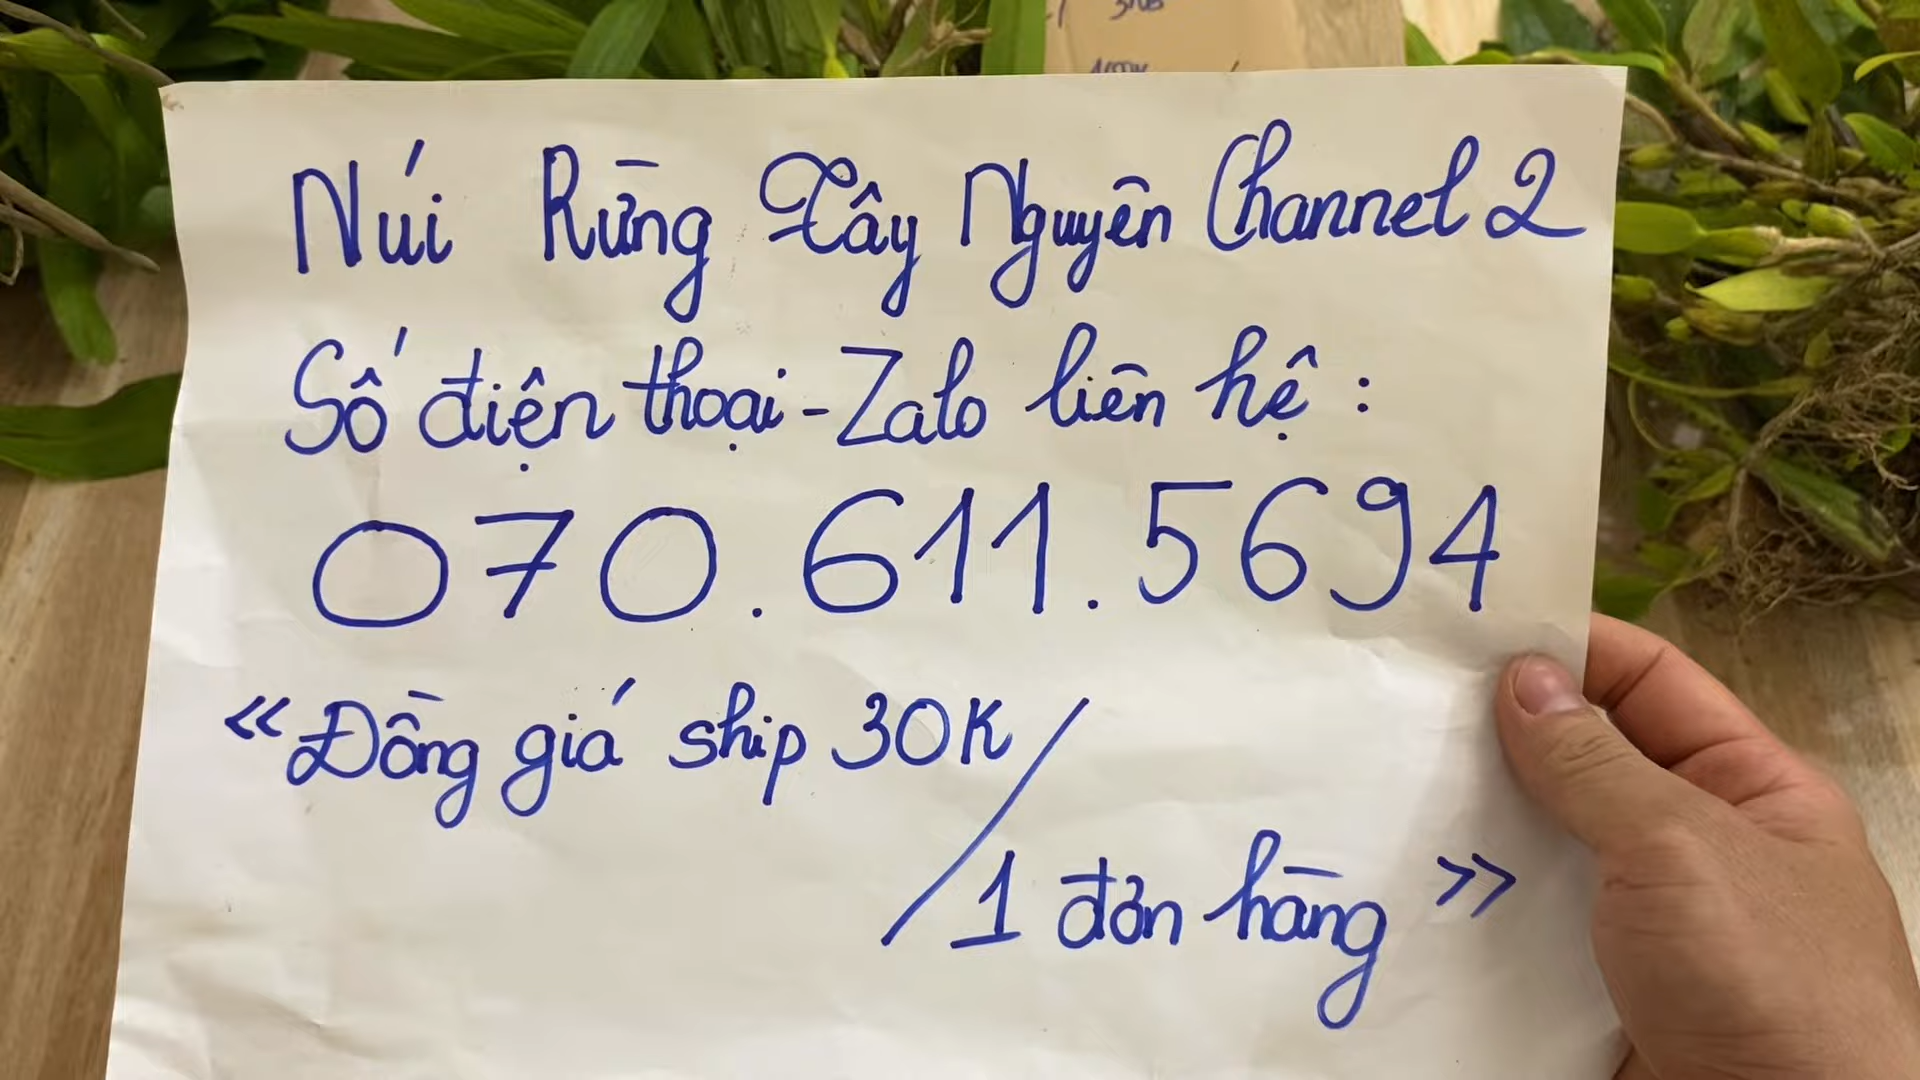 Núi Rừng Tây Nguyên Channel 2
Số điện thoại - Zalo liên hệ :
070.611.5694
<< Đồng giá ship 30K/
1 đơn hàng >>